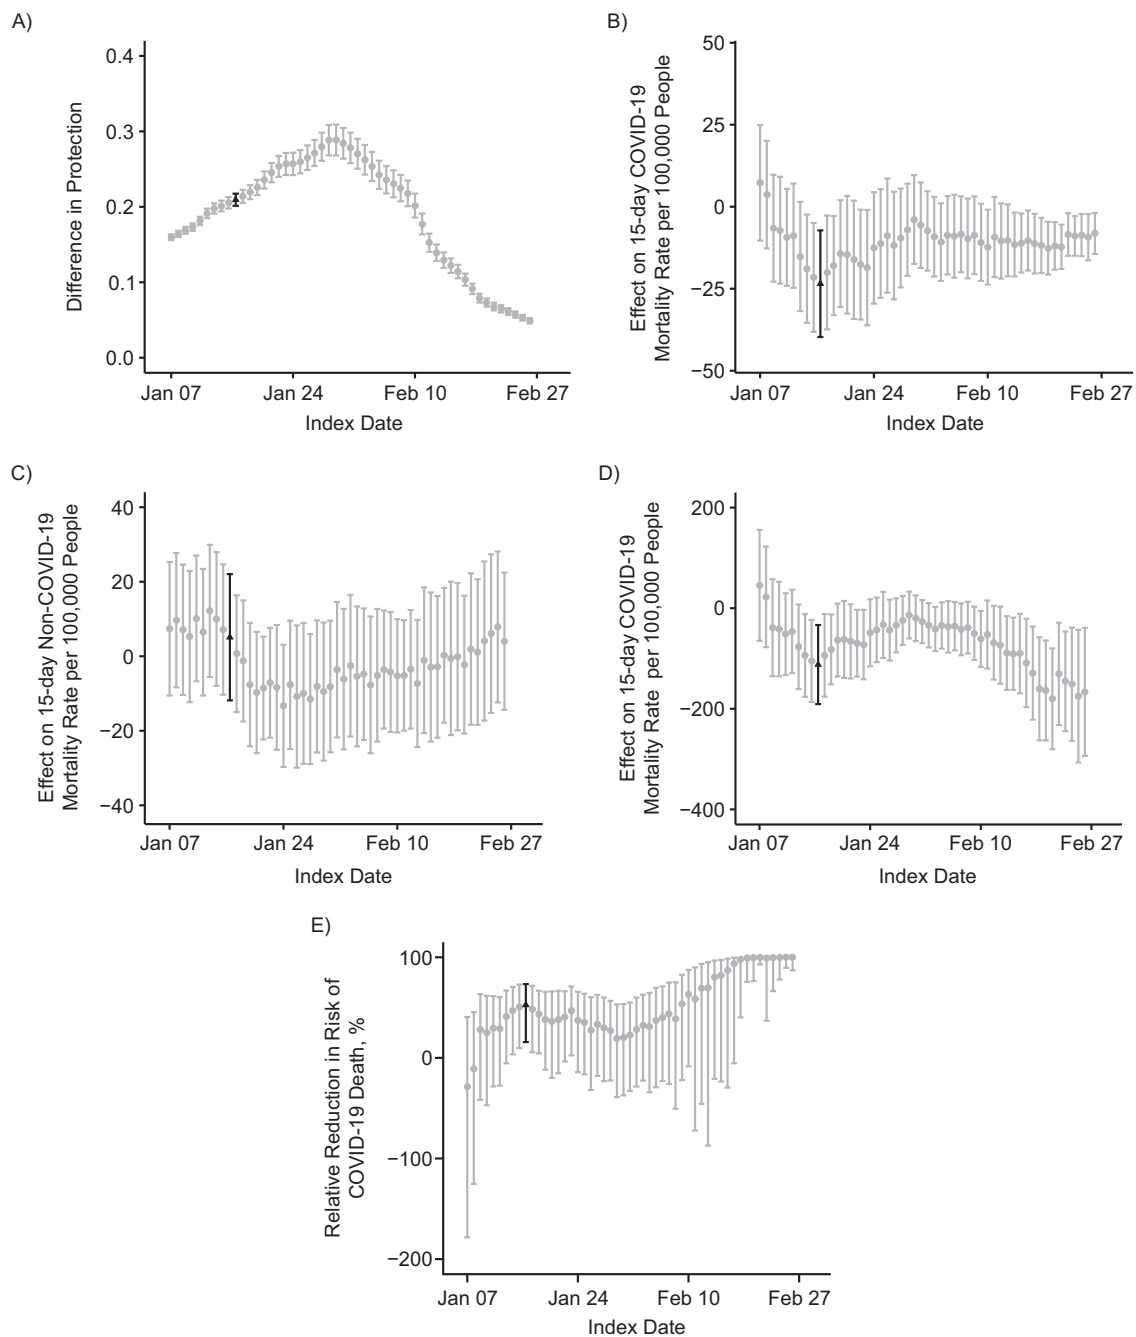 A)
Difference in Protection
0.4
0.3
0.2
0.1
0.0
Jan 07
Jan 24
Feb 10
Feb 27
Index Date
B)
Effect on 15-day COVID-19
Mortality Rate per 100,000 People
50
25
0
−25
−50
Jan 07
Jan 24
Feb 10
Feb 27
Index Date
C)
Effect on 15-day Non-COVID-19
Mortality Rate per 100,000 People
40
20
0
−20
−40
Jan 07
Jan 24
Feb 10
Feb 27
Index Date
D)
Effect on 15-day COVID-19
Mortality Rate per 100,000 People
200
0
−200
−400
Jan 07
Jan 24
Feb 10
Feb 27
Index Date
E)
Relative Reduction in Risk of
COVID-19 Death, %
100
0
−100
−200
Jan 07
Jan 24
Feb 10
Feb 27
Index Date